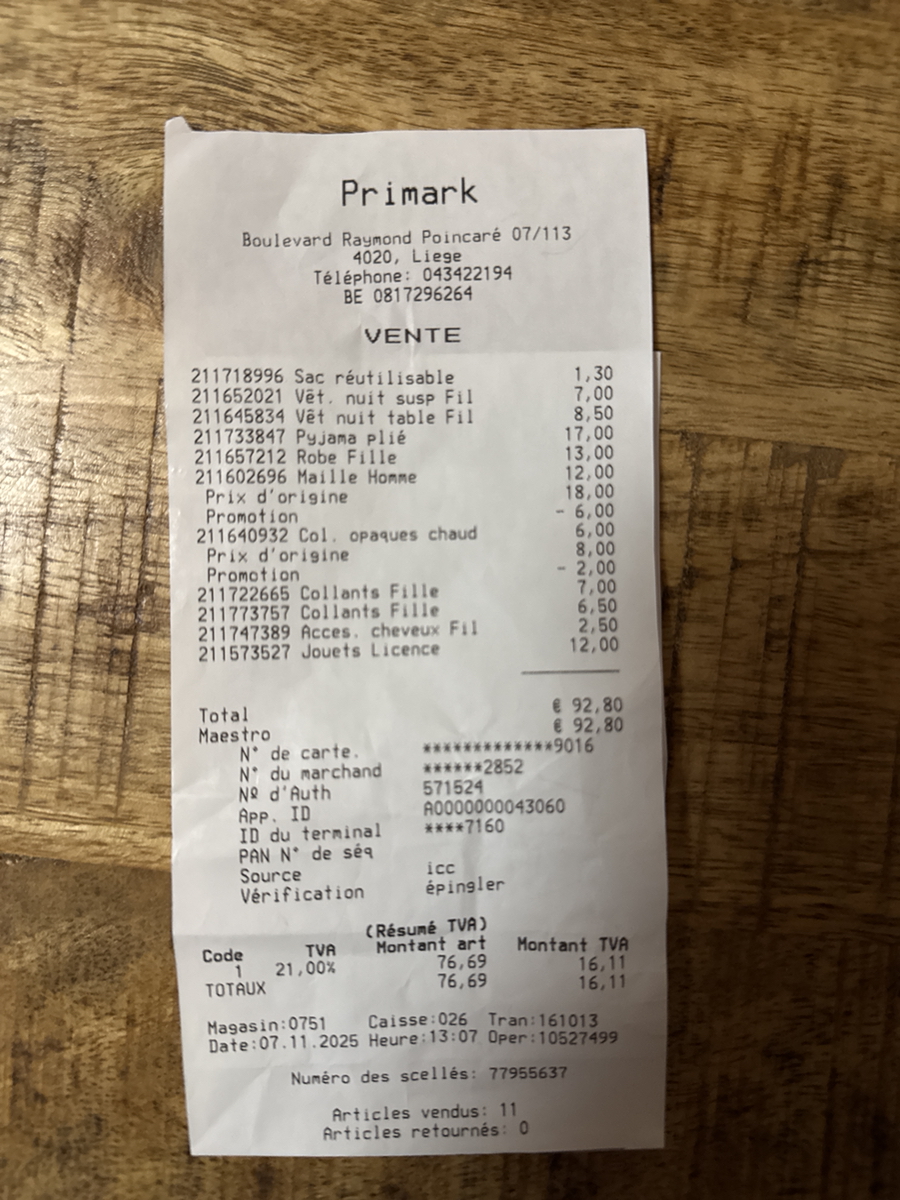 Primark
Boulevard Raymond Poincaré 07/113
4020, Liege
Téléphone: 043422194
BE 0817296264
VENTE
211718996 Sac réutilisable 1,30
211652021 Vêt. nuit susp Fil 7,00
211645834 Vêt nuit table Fil 8,50
211733847 Pyjama plié 17,00
211657212 Robe Fille 13,00
211602696 Maille Homme 12,00
Prix d'origine 18,00
Promotion - 6,00
211640932 Col. opaques chaud 6,00
Prix d'origine 8,00
Promotion - 2,00
211722665 Collants Fille 7,00
211773757 Collants Fille 6,50
211747389 Acces. cheveux Fil 2,50
211573527 Jouets Licence 12,00
Total € 92,80
Maestro € 92,80
N° de carte. *************9016
N° du marchand ******2852
Nº d'Auth 571524
App. ID A0000000043060
ID du terminal ****7160
PAN N° de séq
Source icc
Vérification épingler
(Résumé TVA)
Code TVA Montant art Montant TVA
1 21,00% 76,69 16,11
TOTAUX 76,69 16,11
Magasin:0751 Caisse:026 Tran:161013
Date:07.11.2025 Heure:13:07 Oper:10527499
Numéro des scellés: 77955637
Articles vendus: 11
Articles retournés: 0